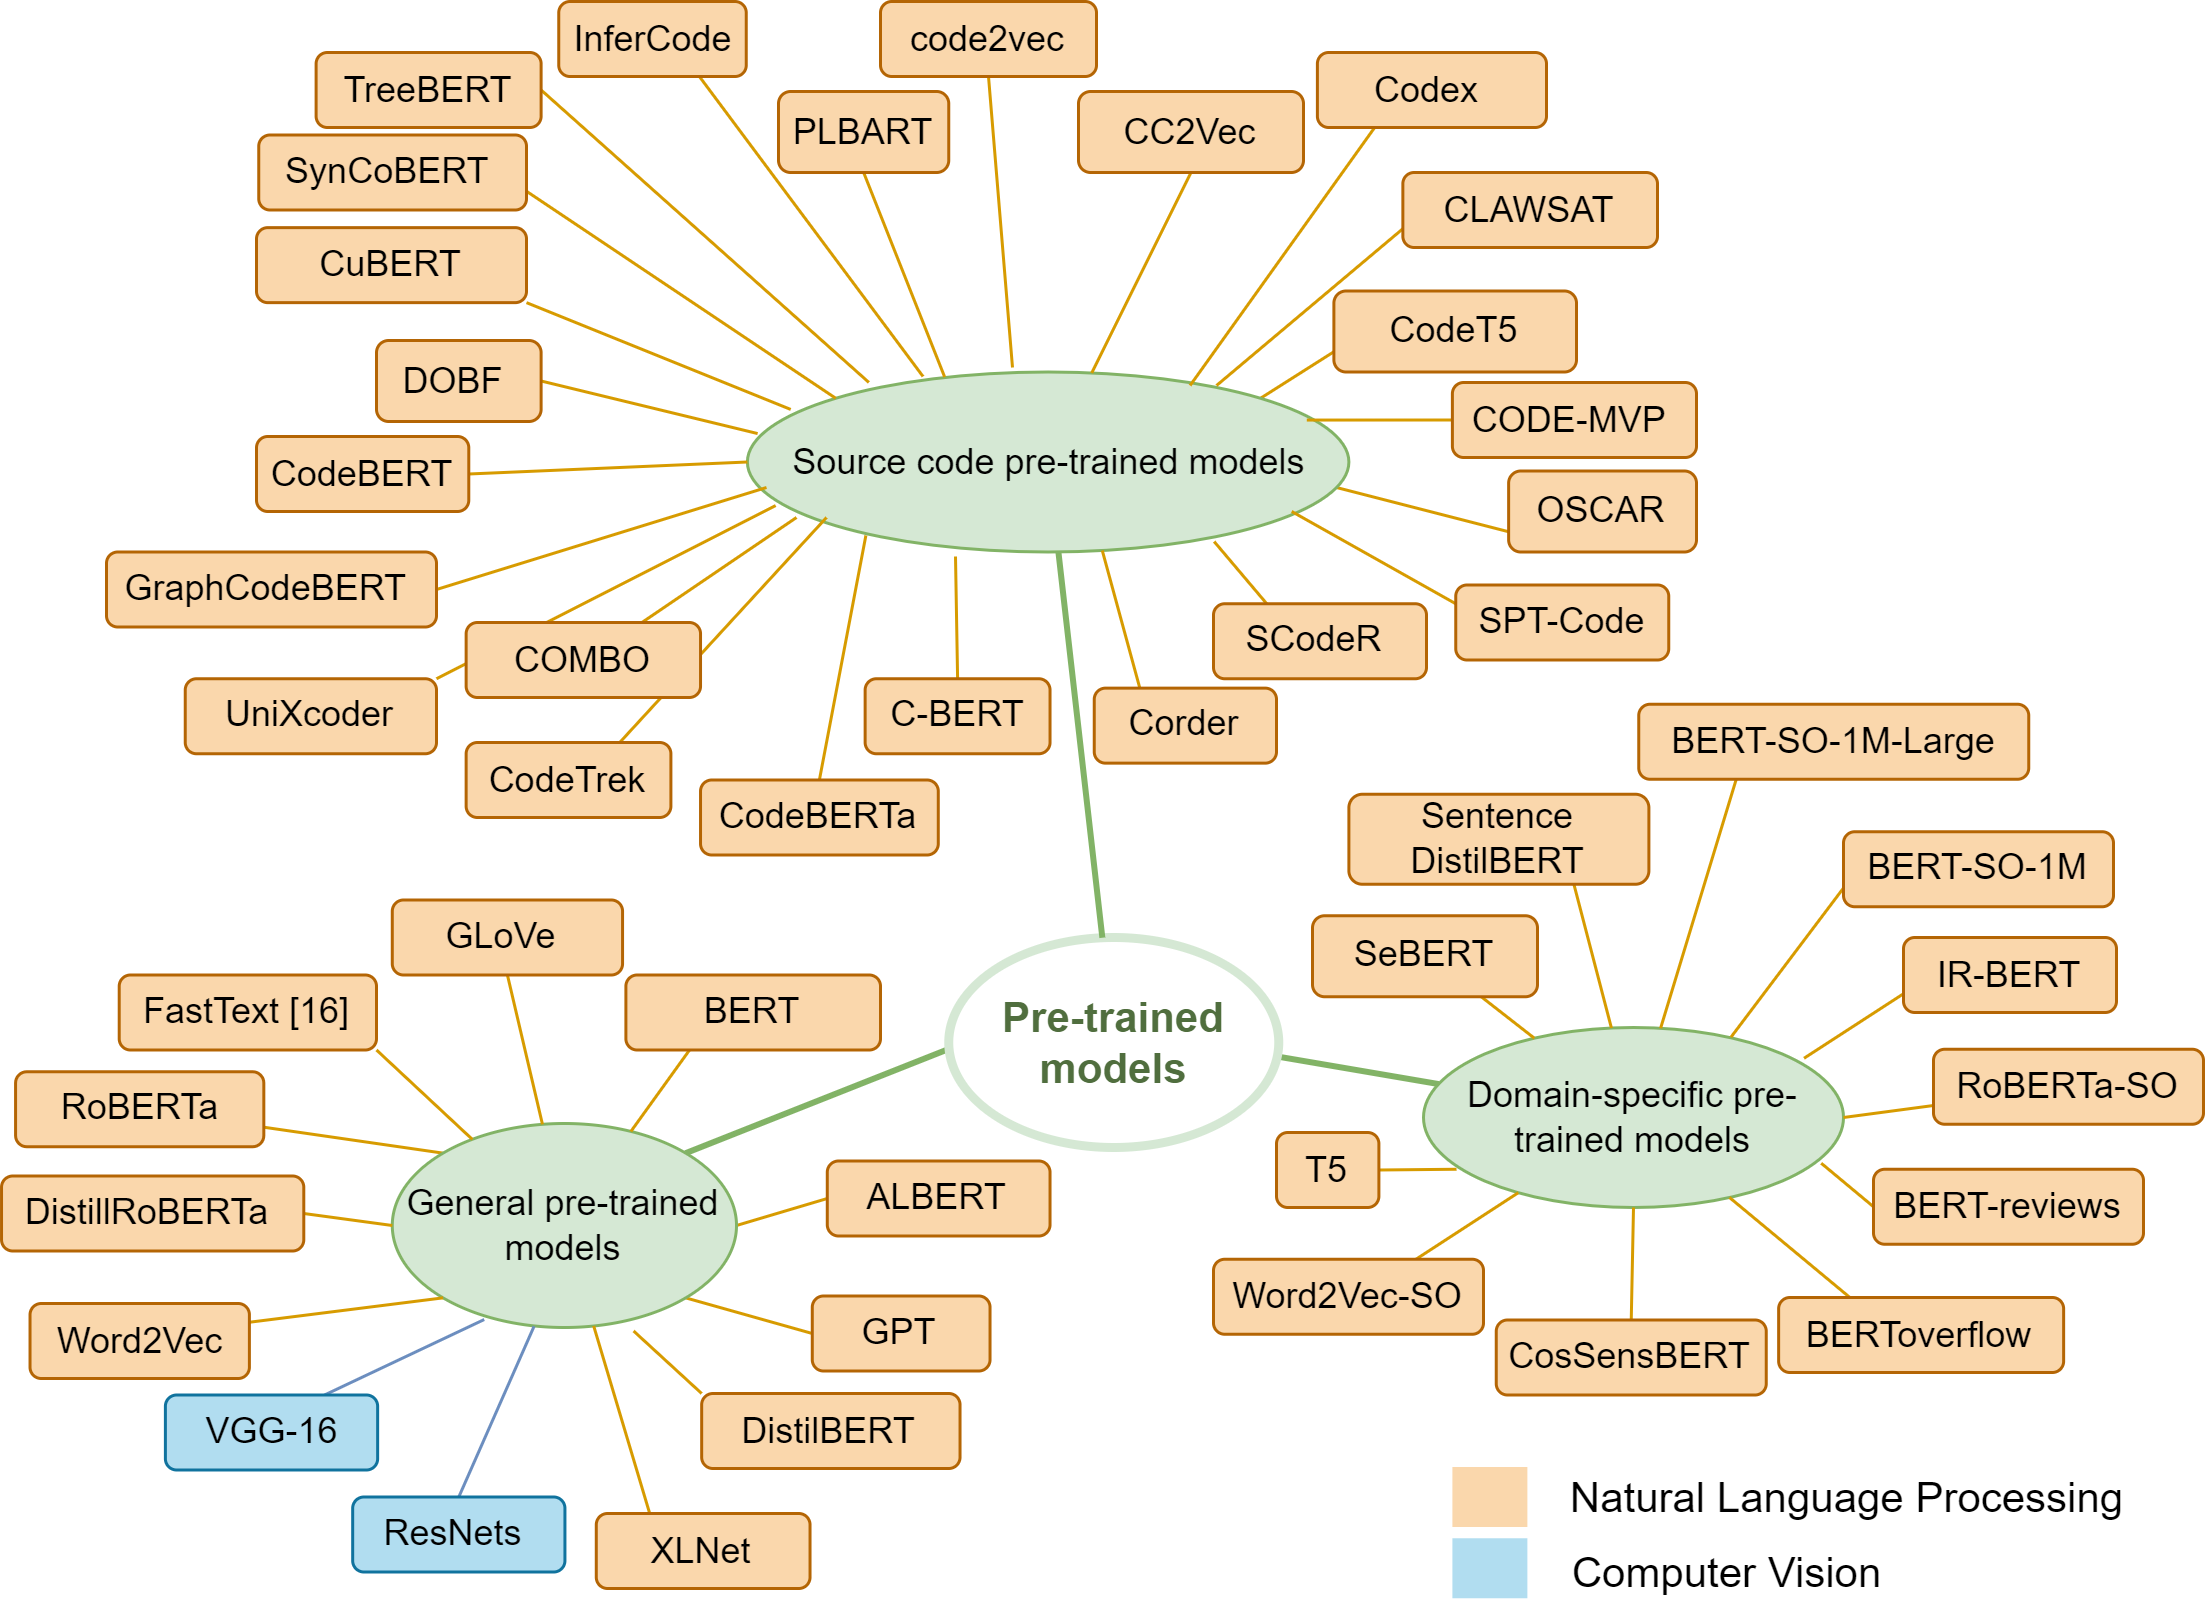 InferCode
code2vec
TreeBERT
Codex
PLBART
CC2Vec
SynCoBERT
CLAWSAT
CuBERT
CodeT5
DOBF
CODE-MVP
Source code pre-trained models
CodeBERT
OSCAR
GraphCodeBERT
SPT-Code
SCodeR
COMBO
UniXcoder
C-BERT
Corder
BERT-SO-1M-Large
CodeTrek
CodeBERTa
Sentence
DistilBERT
BERT-SO-1M
GLoVe
SeBERT
IR-BERT
FastText [16]
BERT
Pre-trained
models
RoBERTa
RoBERTa-SO
Domain-specific pre-
trained models
T5
ALBERT
General pre-trained
models
DistillRoBERTa
BERT-reviews
Word2Vec-SO
GPT
BERToverflow
Word2Vec
CosSensBERT
VGG-16
DistilBERT
ResNets
XLNet
Natural Language Processing
Computer Vision